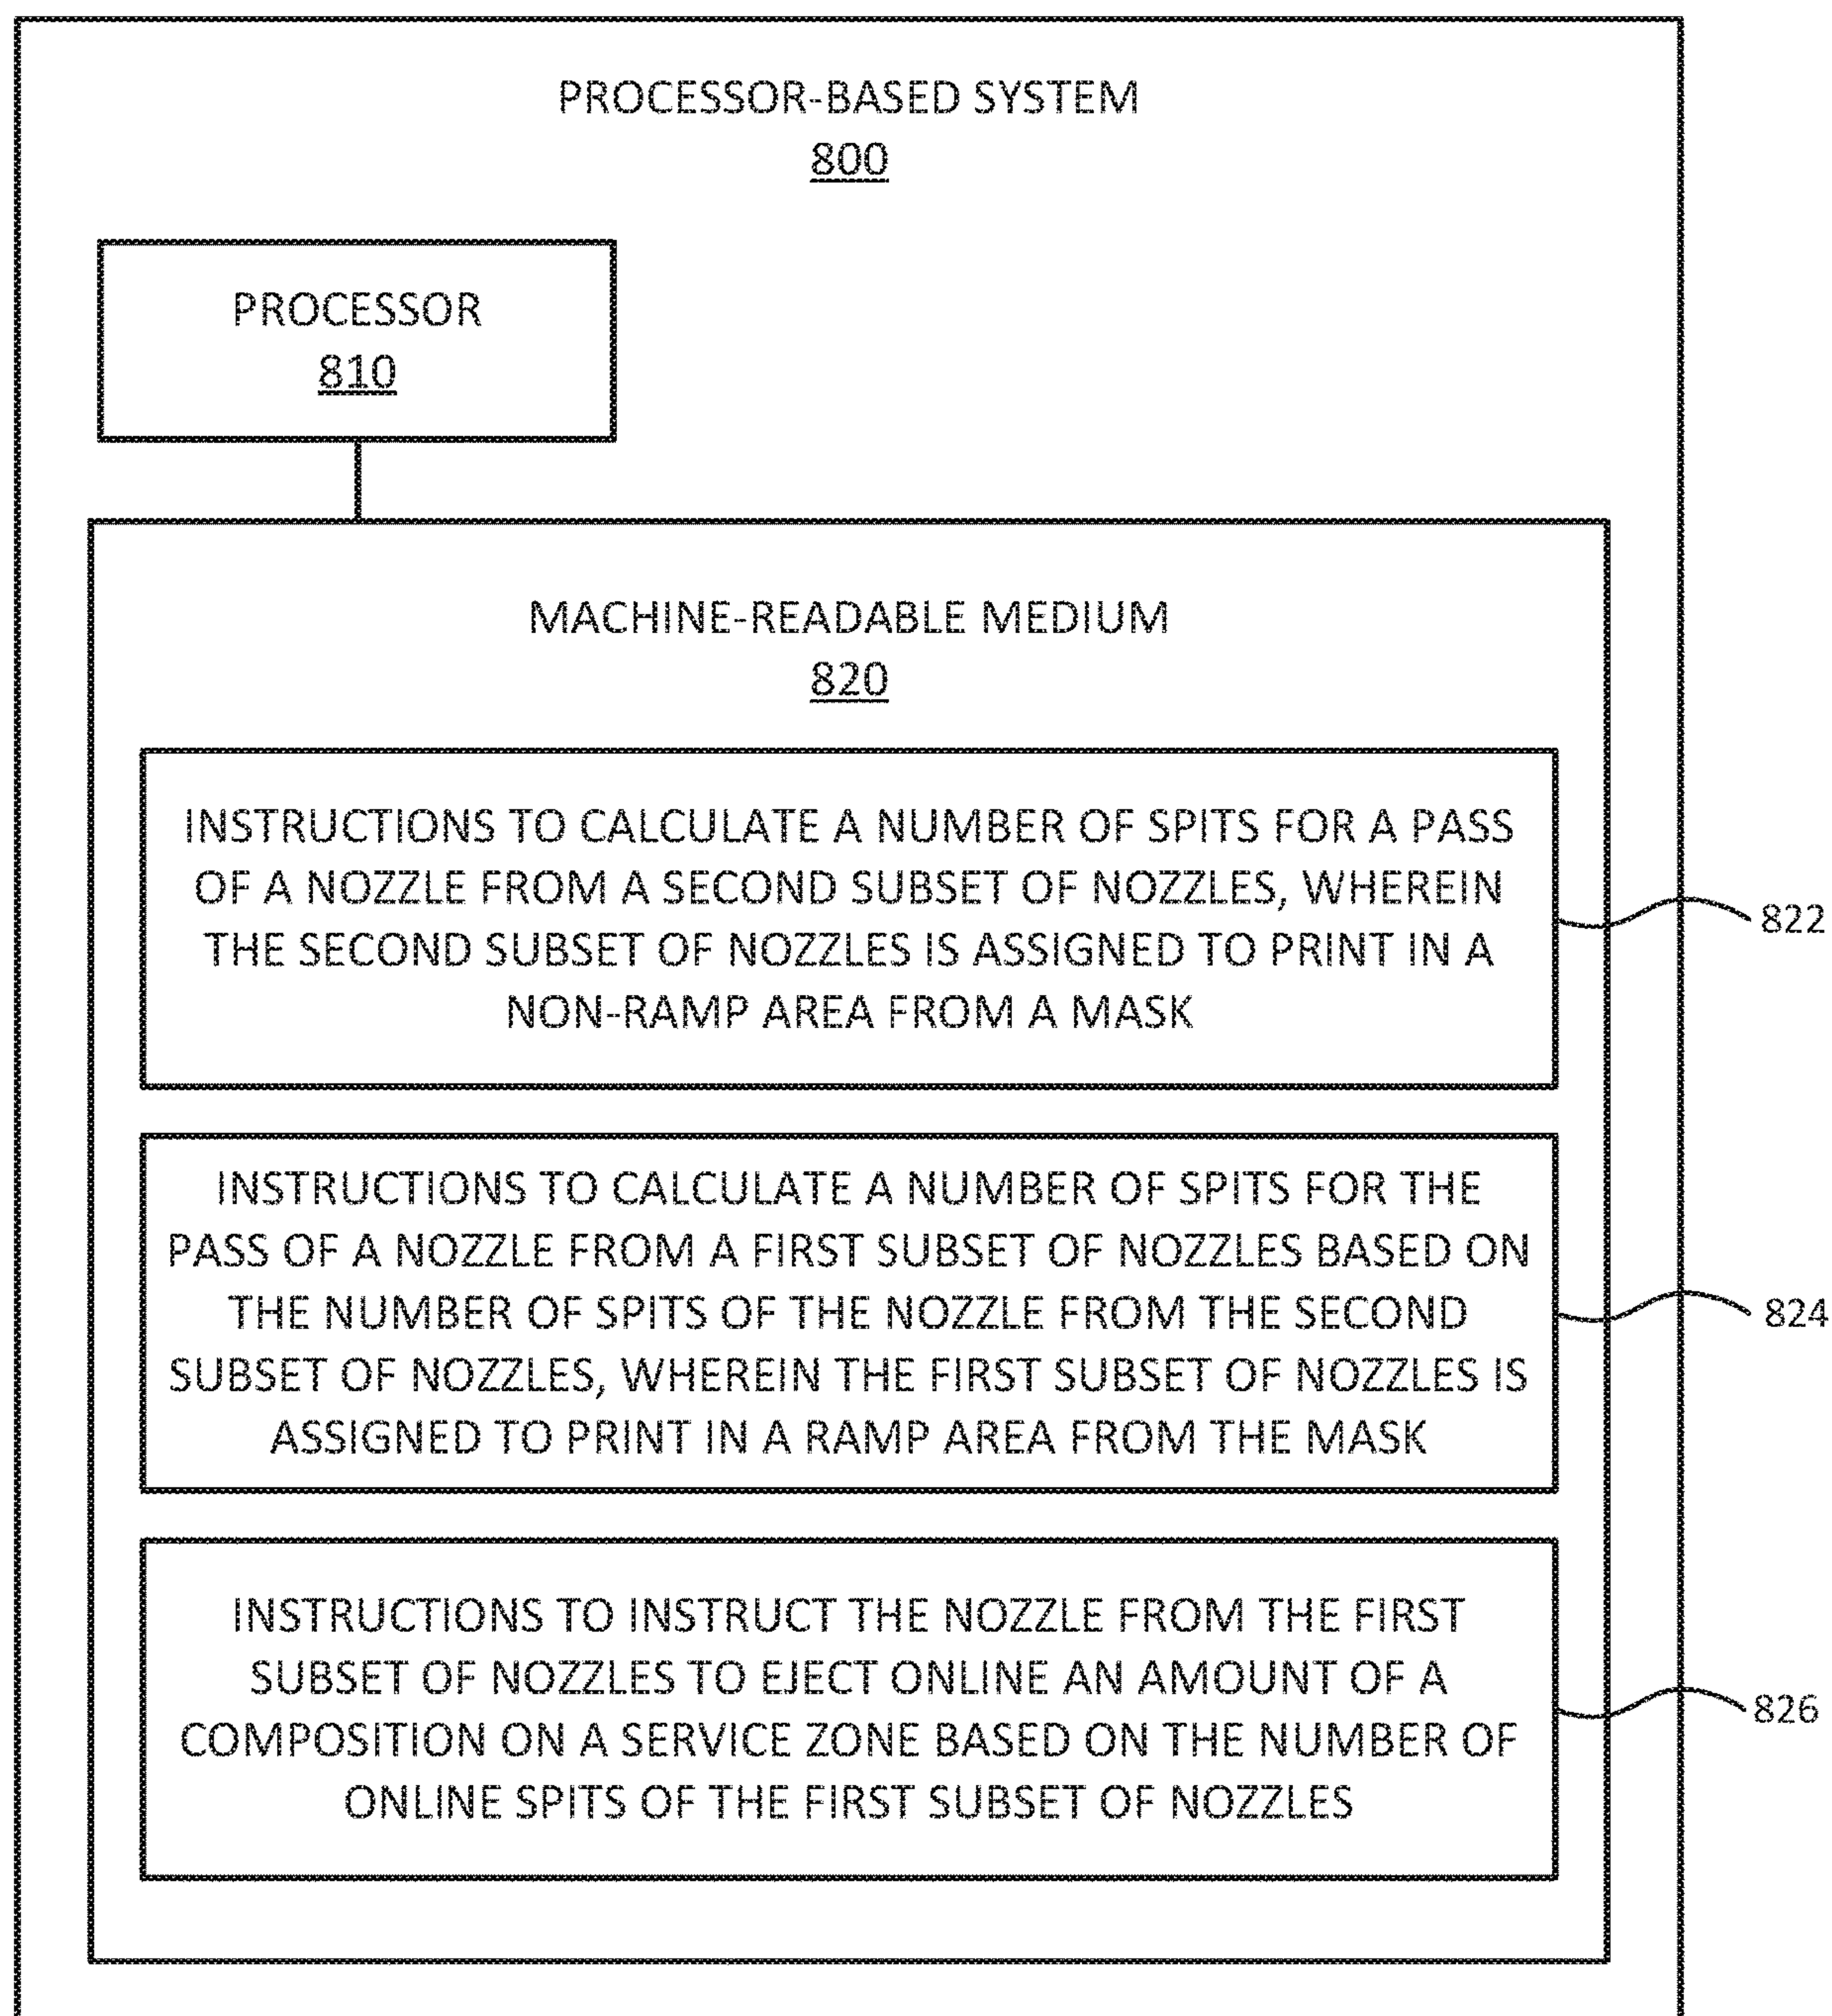 PROCESSOR-BASED SYSTEM
800
PROCESSOR
810
MACHINE-READABLE MEDIUM
820
INSTRUCTIONS TO CALCULATE A NUMBER OF SPITS FOR A PASS
OF A NOZZLE FROM A SECOND SUBSET OF NOZZLES, WHEREIN
THE SECOND SUBSET OF NOZZLES IS ASSIGNED TO PRINT IN A
NON-RAMP AREA FROM A MASK
822
INSTRUCTIONS TO CALCULATE A NUMBER OF SPITS FOR THE
PASS OF A NOZZLE FROM A FIRST SUBSET OF NOZZLES BASED ON
THE NUMBER OF SPITS OF THE NOZZLE FROM THE SECOND
SUBSET OF NOZZLES, WHEREIN THE FIRST SUBSET OF NOZZLES IS
ASSIGNED TO PRINT IN A RAMP AREA FROM THE MASK
824
INSTRUCTIONS TO INSTRUCT THE NOZZLE FROM THE FIRST
SUBSET OF NOZZLES TO EJECT ONLINE AN AMOUNT OF A
COMPOSITION ON A SERVICE ZONE BASED ON THE NUMBER OF
ONLINE SPITS OF THE FIRST SUBSET OF NOZZLES
826